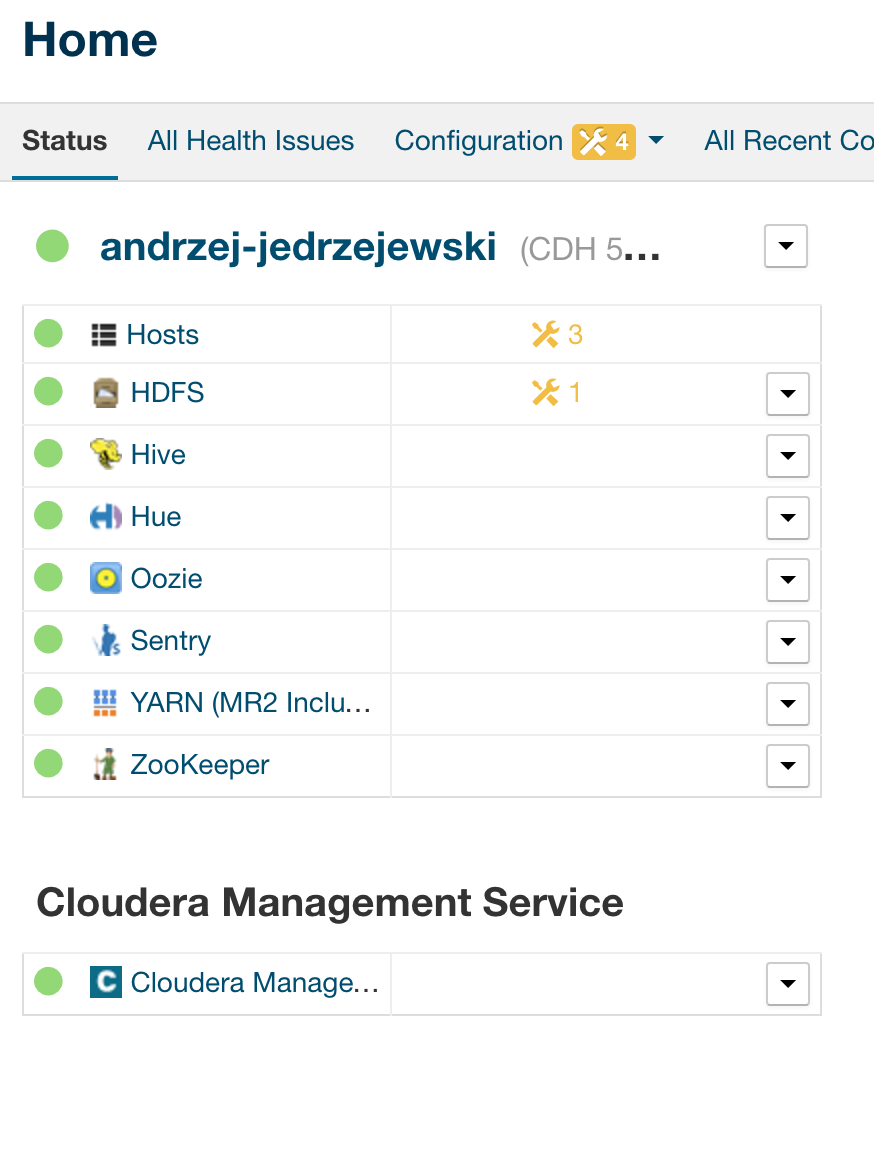 Home
Status All Health Issues Configuration 4 All Recent Co
andrzej-jedrzejewski (CDH 5...
Hosts 3
HDFS 1
Hive
Hue
Oozie
Sentry
YARN (MR2 Inclu...
ZooKeeper
Cloudera Management Service
C Cloudera Manage...